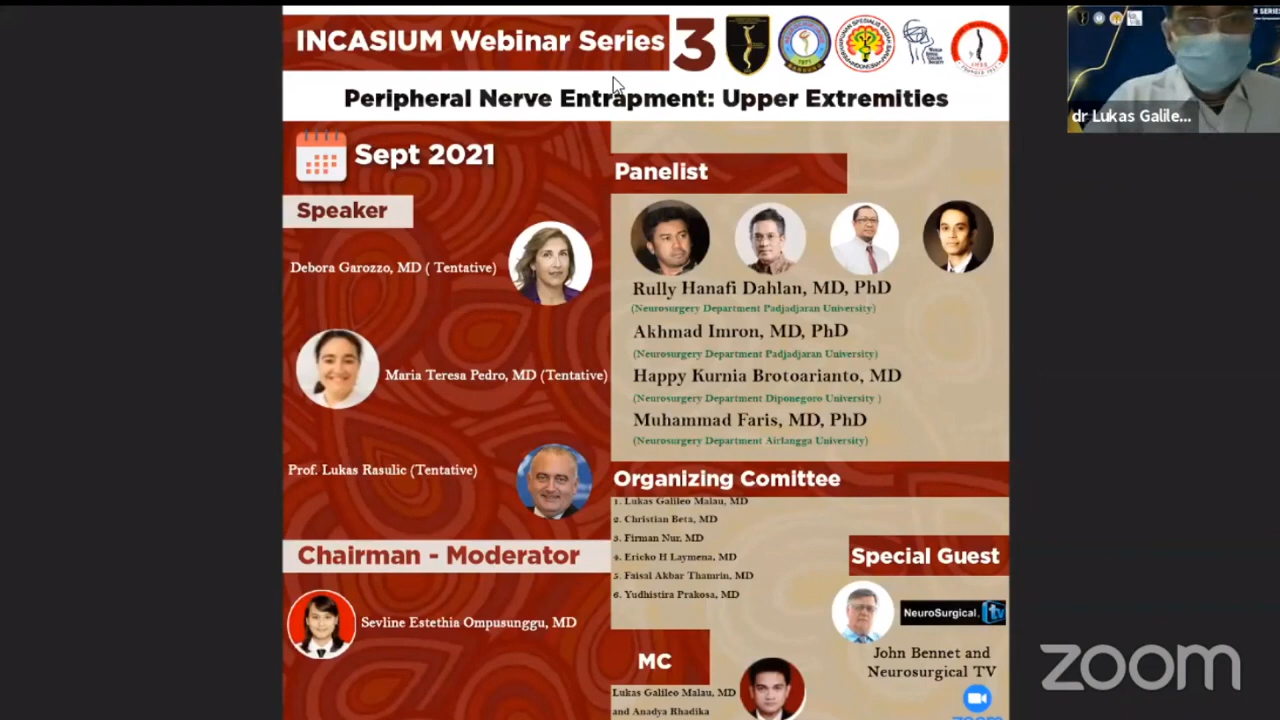 INCASIUM Webinar Series 3
Peripheral Nerve Entrapment: Upper Extremities
Sept 2021
Speaker
Debora Garozzo, MD ( Tentative)
Maria Teresa Pedro, MD (Tentative)
Prof. Lukas Rasulic (Tentative)
Chairman - Moderator
Sevline Estethia Ompusunggu, MD
Panelist
Rully Hanafi Dahlan, MD, PhD
(Neurosurgery Department Padjadjaran University)
Akhmad Imron, MD, PhD
(Neurosurgery Department Padjadjaran University)
Happy Kurnia Brotoarianto, MD
(Neurosurgery Department Diponegoro University )
Muhammad Faris, MD, PhD
(Neurosurgery Department Airlangga University)
Organizing Comittee
1. Lukas Galileo Malau, MD
2. Christian Beta, MD
3. Firman Nur, MD
4. Ericko H Laymena, MD
5. Faisal Akbar Thamrin, MD
6. Yudhistira Prakosa, MD
MC
Lukas Galileo Malau, MD
and Anadya Rhadika
Special Guest
NeuroSurgical.tv
John Bennet and
Neurosurgical TV
zoom
dr Lukas Galile...
zoom